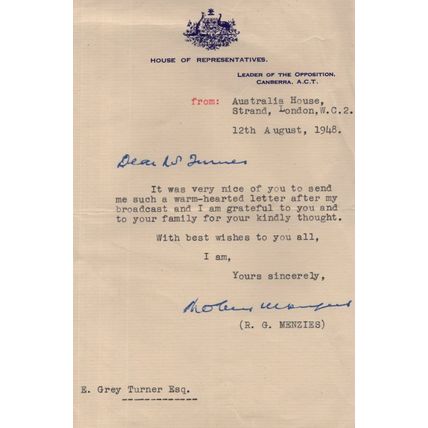 HOUSE OF REPRESENTATIVES.
LEADER OF THE OPPOSITION,
CANBERRA, A.C.T.
from: Australia House,
Strand, London,W.C.2.
12th August, 1948.
Dear Mr Turner
It was very nice of you to send
me such a warm-hearted letter after my
broadcast and I am grateful to you and
to your family for your kindly thought.
With best wishes to you all,
I am,
Yours sincerely,
(R. G. MENZIES)
E. Grey Turner Esq.